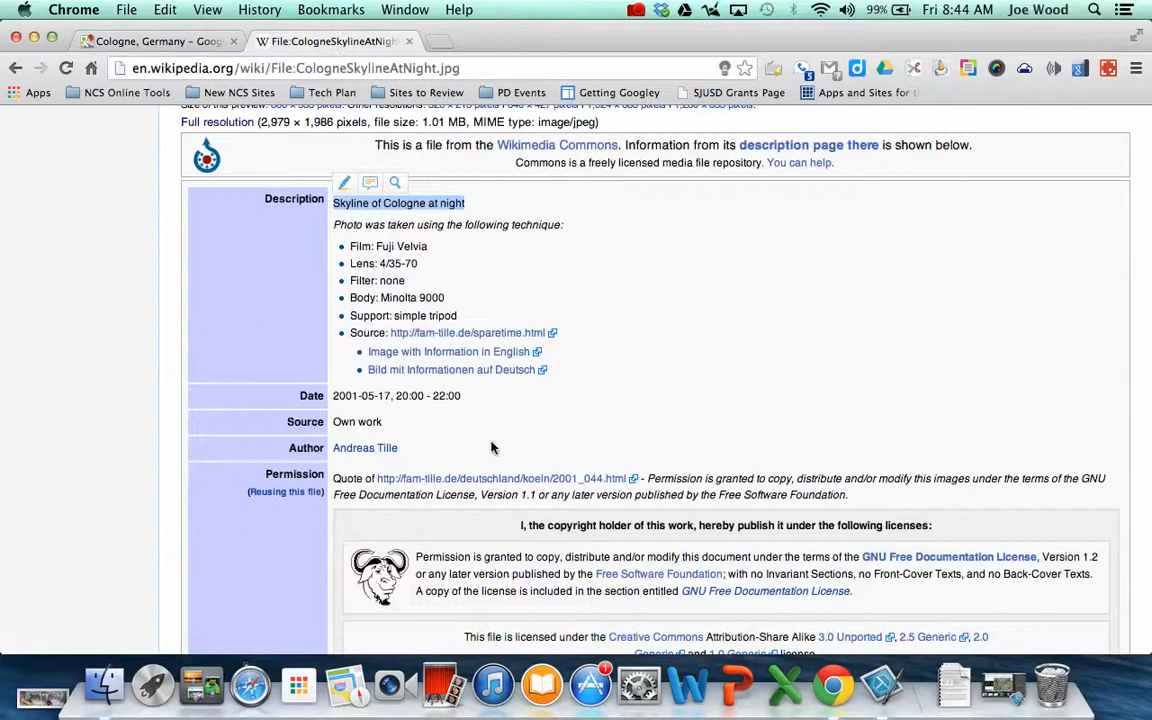 Chrome File Edit View History Bookmarks Window Help 99% Fri 8:44 AM Joe Wood
Cologne, Germany – Goog
File:CologneSkylineAtNigh
en.wikipedia.org/wiki/File:CologneSkylineAtNight.jpg
Apps NCS Online Tools New NCS Sites Tech Plan Sites to Review PD Events Getting Googley SJUSD Grants Page Apps and Sites for t
Full resolution (2,979 × 1,986 pixels, file size: 1.01 MB, MIME type: image/jpeg)
This is a file from the Wikimedia Commons. Information from its description page there is shown below.
Commons is a freely licensed media file repository. You can help.
Description
Skyline of Cologne at night
Photo was taken using the following technique:
Film: Fuji Velvia
Lens: 4/35-70
Filter: none
Body: Minolta 9000
Support: simple tripod
Source: http://fam-tille.de/sparetime.html
Image with Information in English
Bild mit Informationen auf Deutsch
Date 2001-05-17, 20:00 - 22:00
Source Own work
Author Andreas Tille
Permission
(Reusing this file)
Quote of http://fam-tille.de/deutschland/koeln/2001_044.html - Permission is granted to copy, distribute and/or modify this images under the terms of the GNU
Free Documentation License, Version 1.1 or any later version published by the Free Software Foundation.
I, the copyright holder of this work, hereby publish it under the following licenses:
Permission is granted to copy, distribute and/or modify this document under the terms of the GNU Free Documentation License, Version 1.2
or any later version published by the Free Software Foundation; with no Invariant Sections, no Front-Cover Texts, and no Back-Cover Texts.
A copy of the license is included in the section entitled GNU Free Documentation License.
This file is licensed under the Creative Commons Attribution-Share Alike 3.0 Unported, 2.5 Generic, 2.0